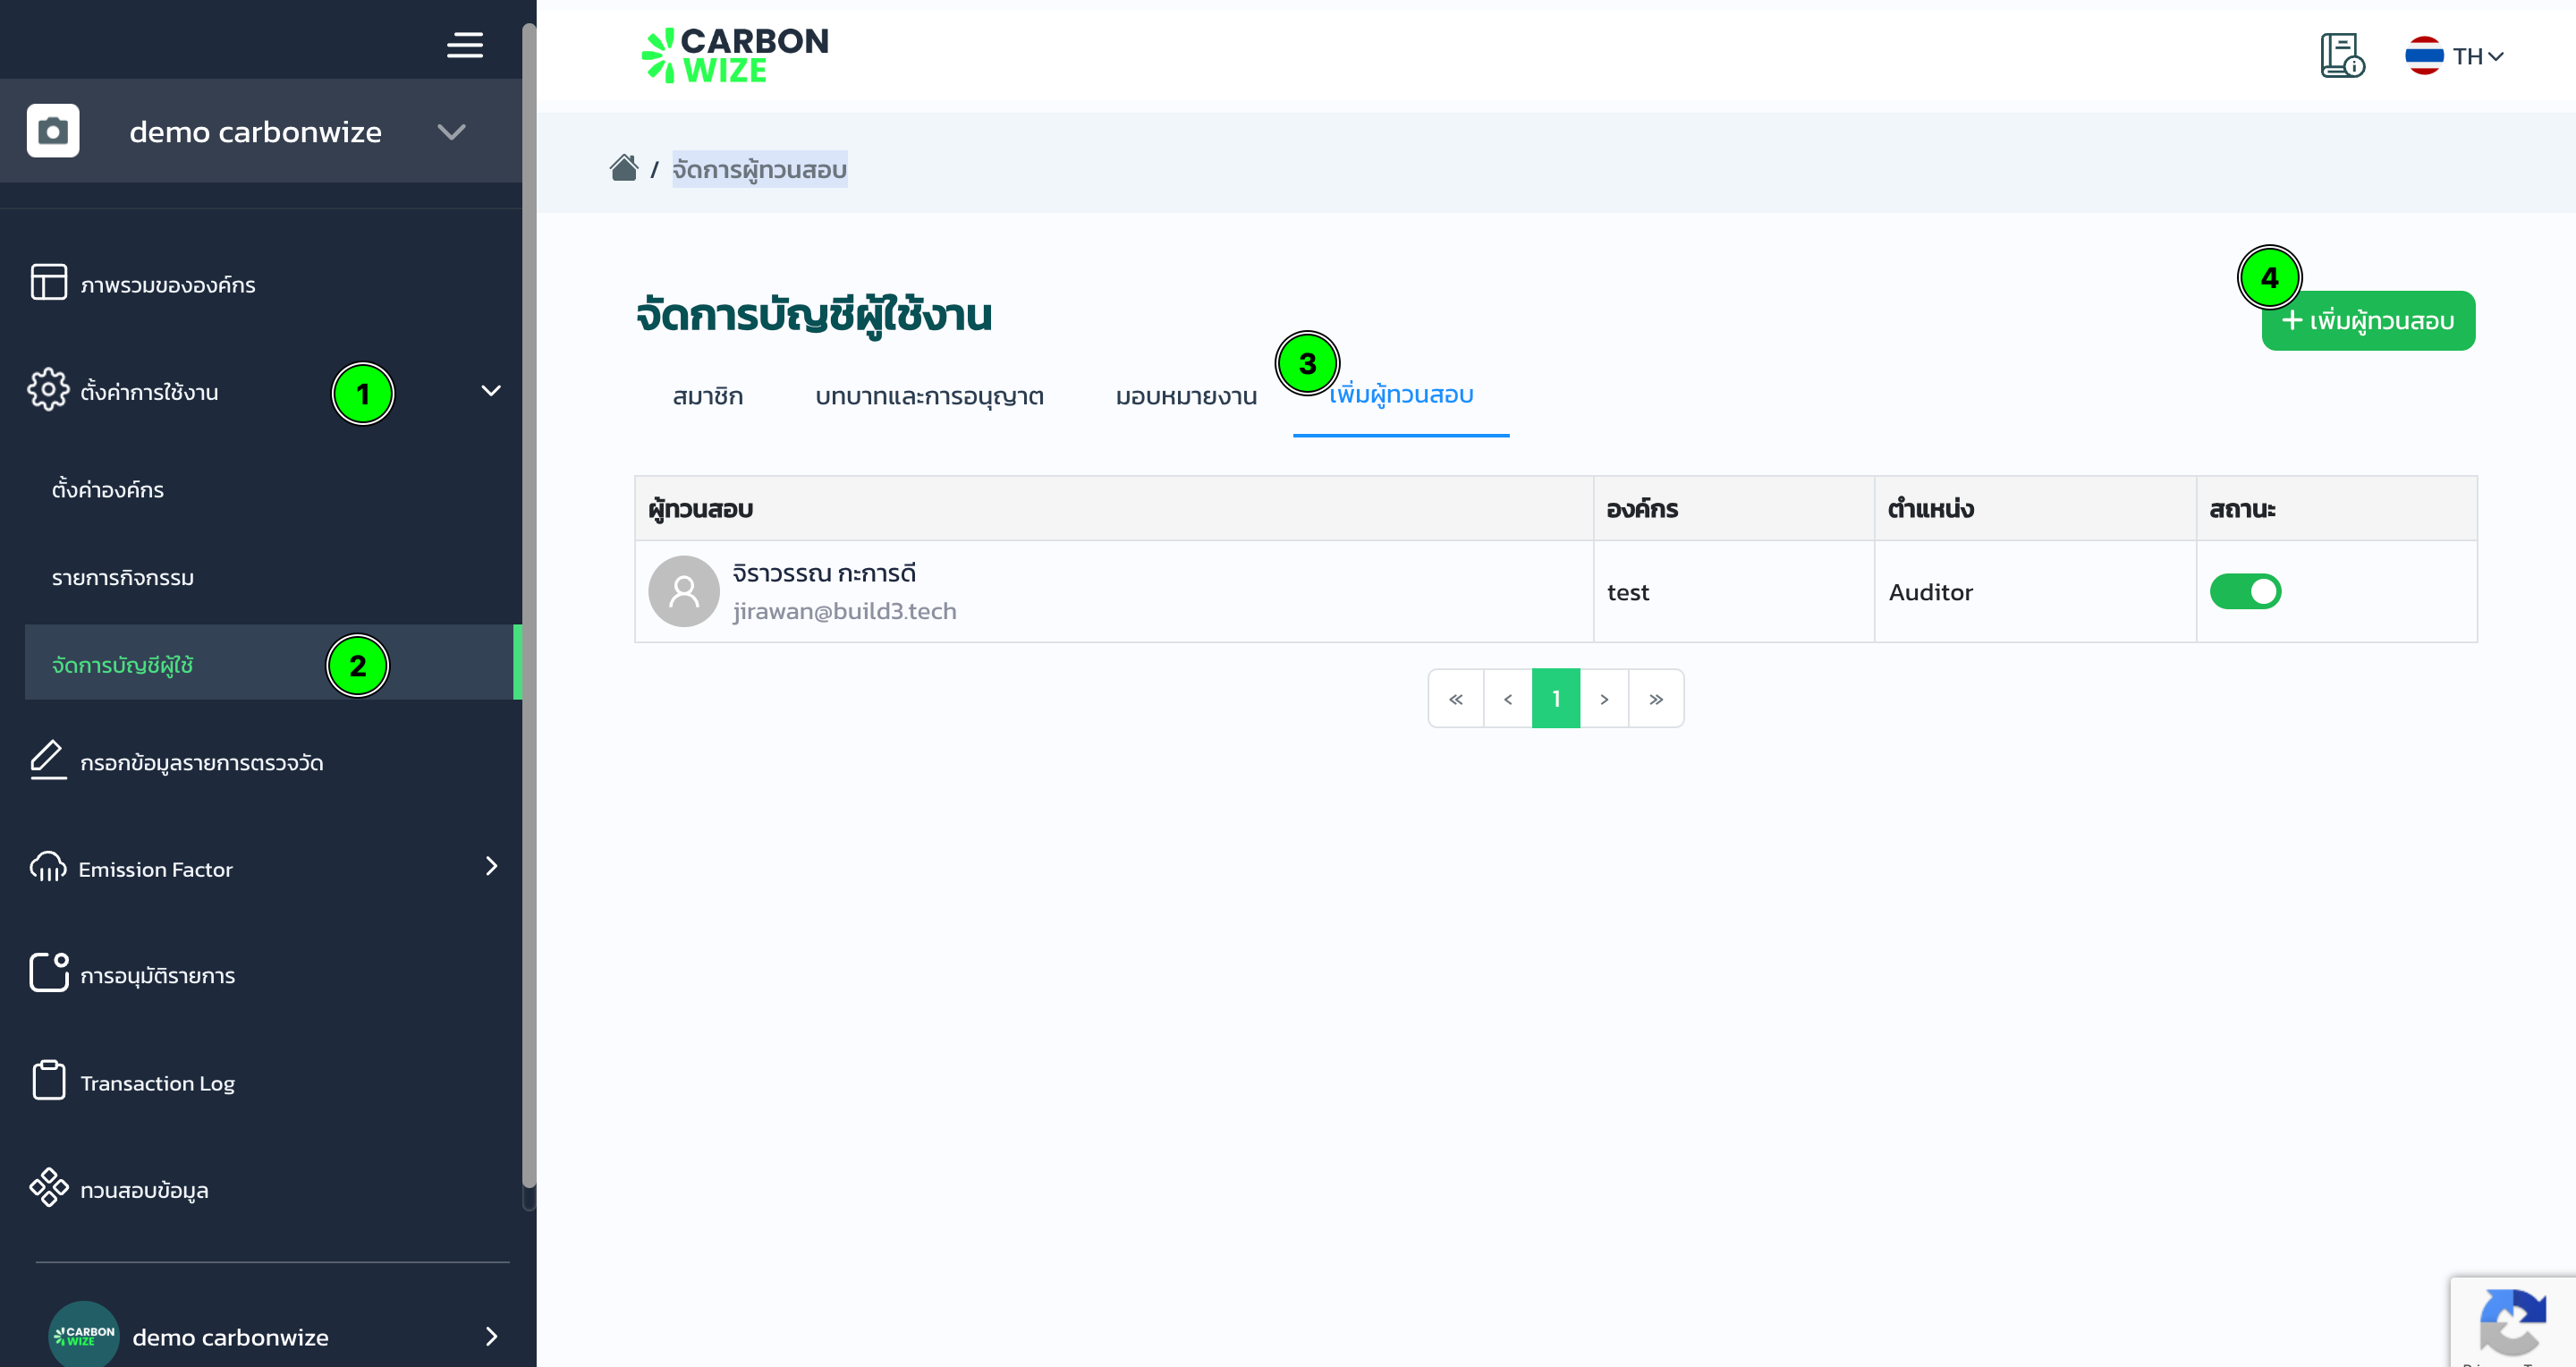 demo carbonwize
ภาพรวมขององค์กร
ตั้งค่าการใช้งาน
1
ตั้งค่าองค์กร
รายการกิจกรรม
จัดการบัญชีผู้ใช้
2
กรอกข้อมูลรายการตรวจวัด
Emission Factor
การอนุมัติรายการ
Transaction Log
ทวนสอบข้อมูล
CARBON
WIZE
demo carbonwize
CARBON
WIZE
TH
/ จัดการผู้ทวนสอบ
จัดการบัญชีผู้ใช้งาน
4
+ เพิ่มผู้ทวนสอบ
3
สมาชิก บทบาทและการอนุญาต มอบหมายงาน เพิ่มผู้ทวนสอบ
ผู้ทวนสอบ องค์กร ตำแหน่ง สถานะ
จิราวรรณ กะการดี
jirawan@build3.tech
test Auditor
« ‹ 1 › »